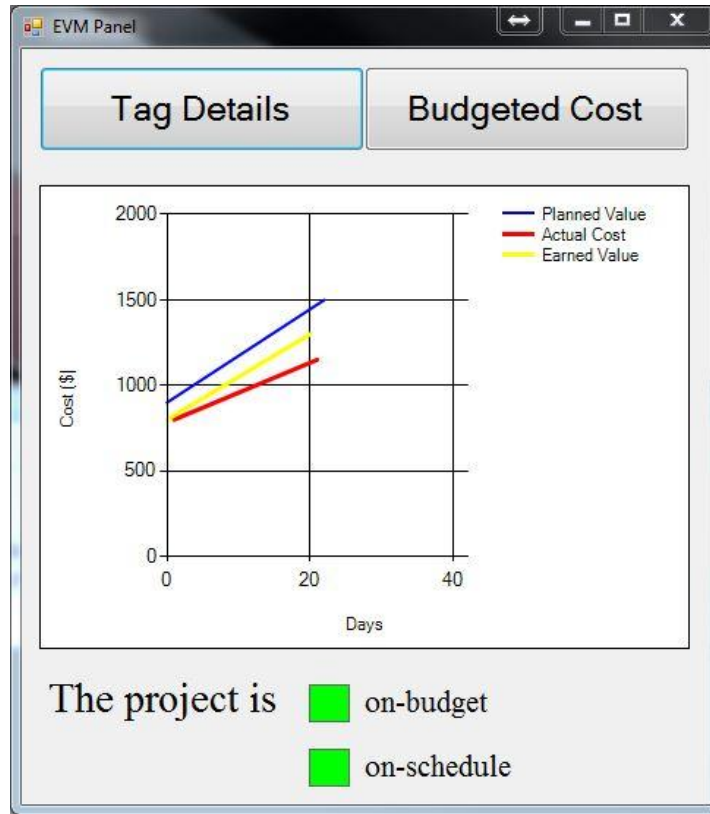 EVM Panel
Tag Details
Budgeted Cost
2000
1500
1000
500
0
0 20 40
Cost ($)
Days
Planned Value
Actual Cost
Earned Value
The project is
on-budget
on-schedule